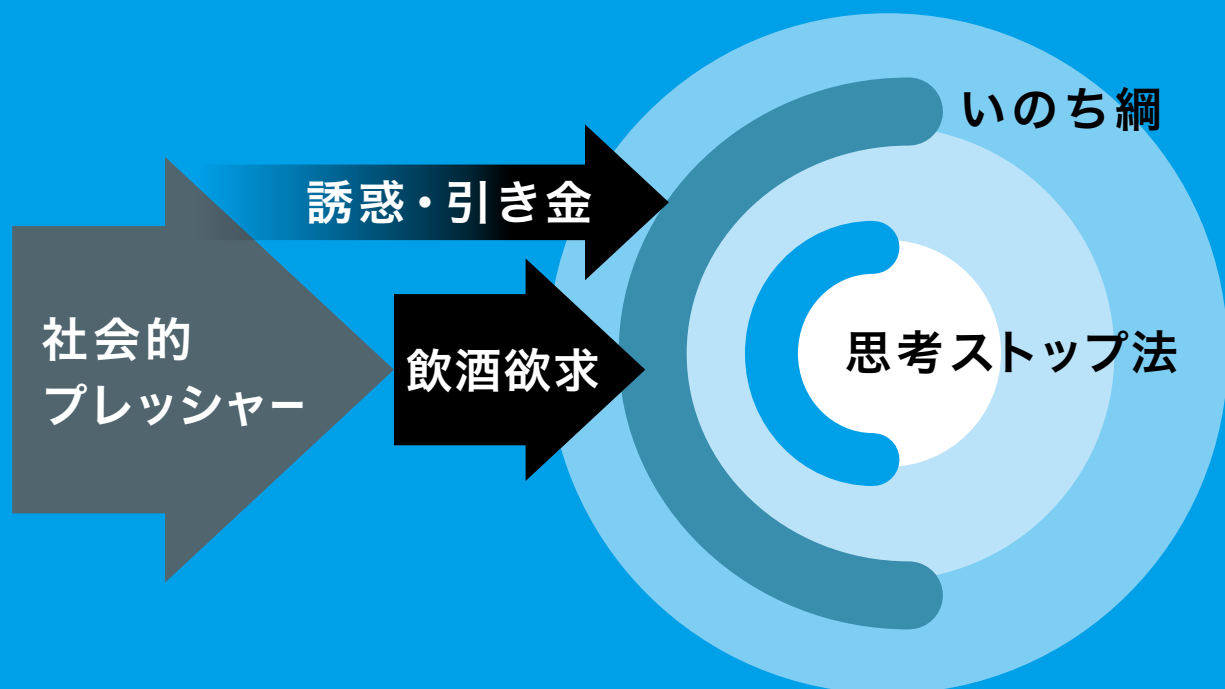 いのち綱
誘惑・引き金
社会的
プレッシャー
飲酒欲求
思考ストップ法